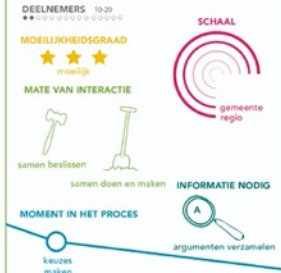 DEELNEMERS 10-20
SCHAAL
MOEILIJKHEIDSGRAAD
moeilijk
MATE VAN INTERACTIE
gemeente
regio
samen beslissen
samen doen en maken
INFORMATIE NODIG
A
MOMENT IN HET PROCES
argumenten verzamelen
keuzes
maken